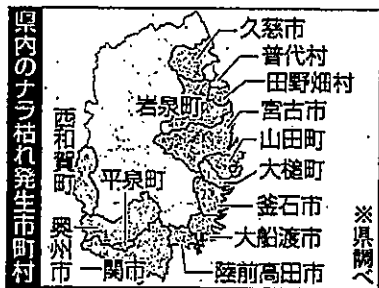 県内のナラ枯れ発生市町村
久慈市
普代村
田野畑村
岩泉町
宮古市
山田町
大槌町
西和賀町
平泉町
釜石市
大船渡市
奥州市
一関市
陸前高田市
※県調べ